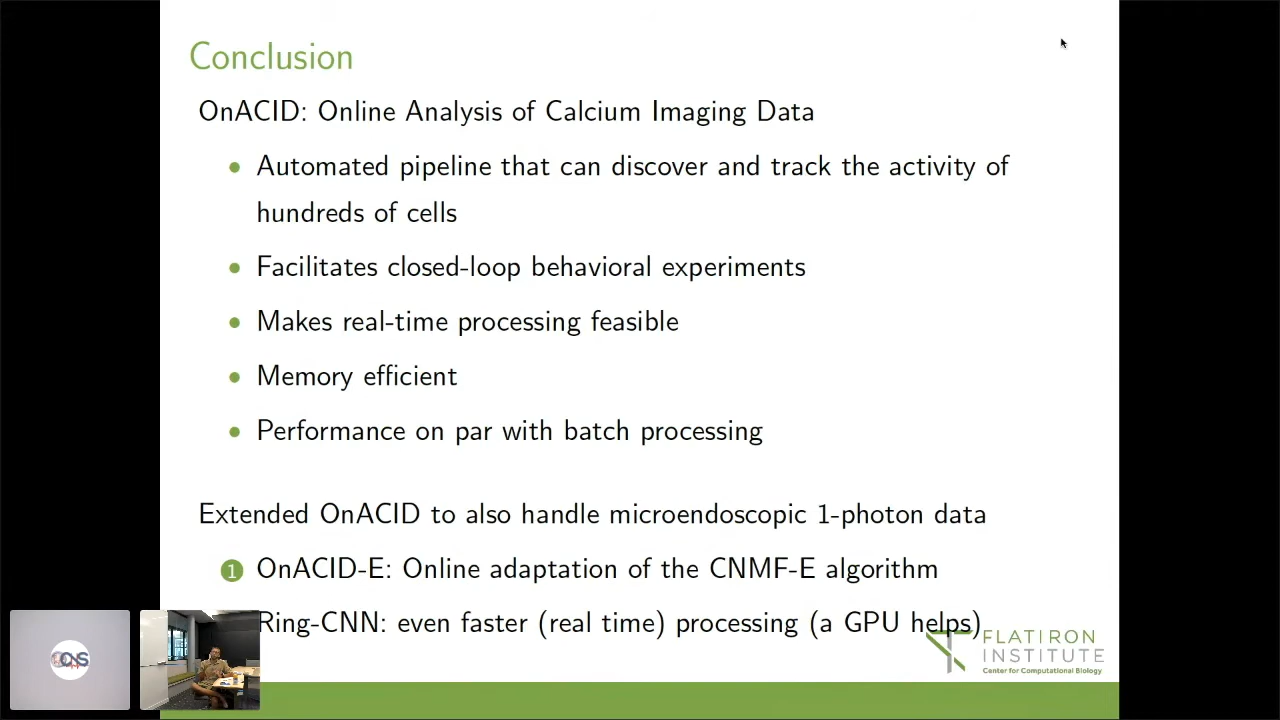 Conclusion
OnACID: Online Analysis of Calcium Imaging Data
Automated pipeline that can discover and track the activity of
hundreds of cells
Facilitates closed-loop behavioral experiments
Makes real-time processing feasible
Memory efficient
Performance on par with batch processing
Extended OnACID to also handle microendoscopic 1-photon data
1 OnACID-E: Online adaptation of the CNMF-E algorithm
Ring-CNN: even faster (real time) processing (a GPU helps)
FLATIRON
INSTITUTE
Center for Computational Biology